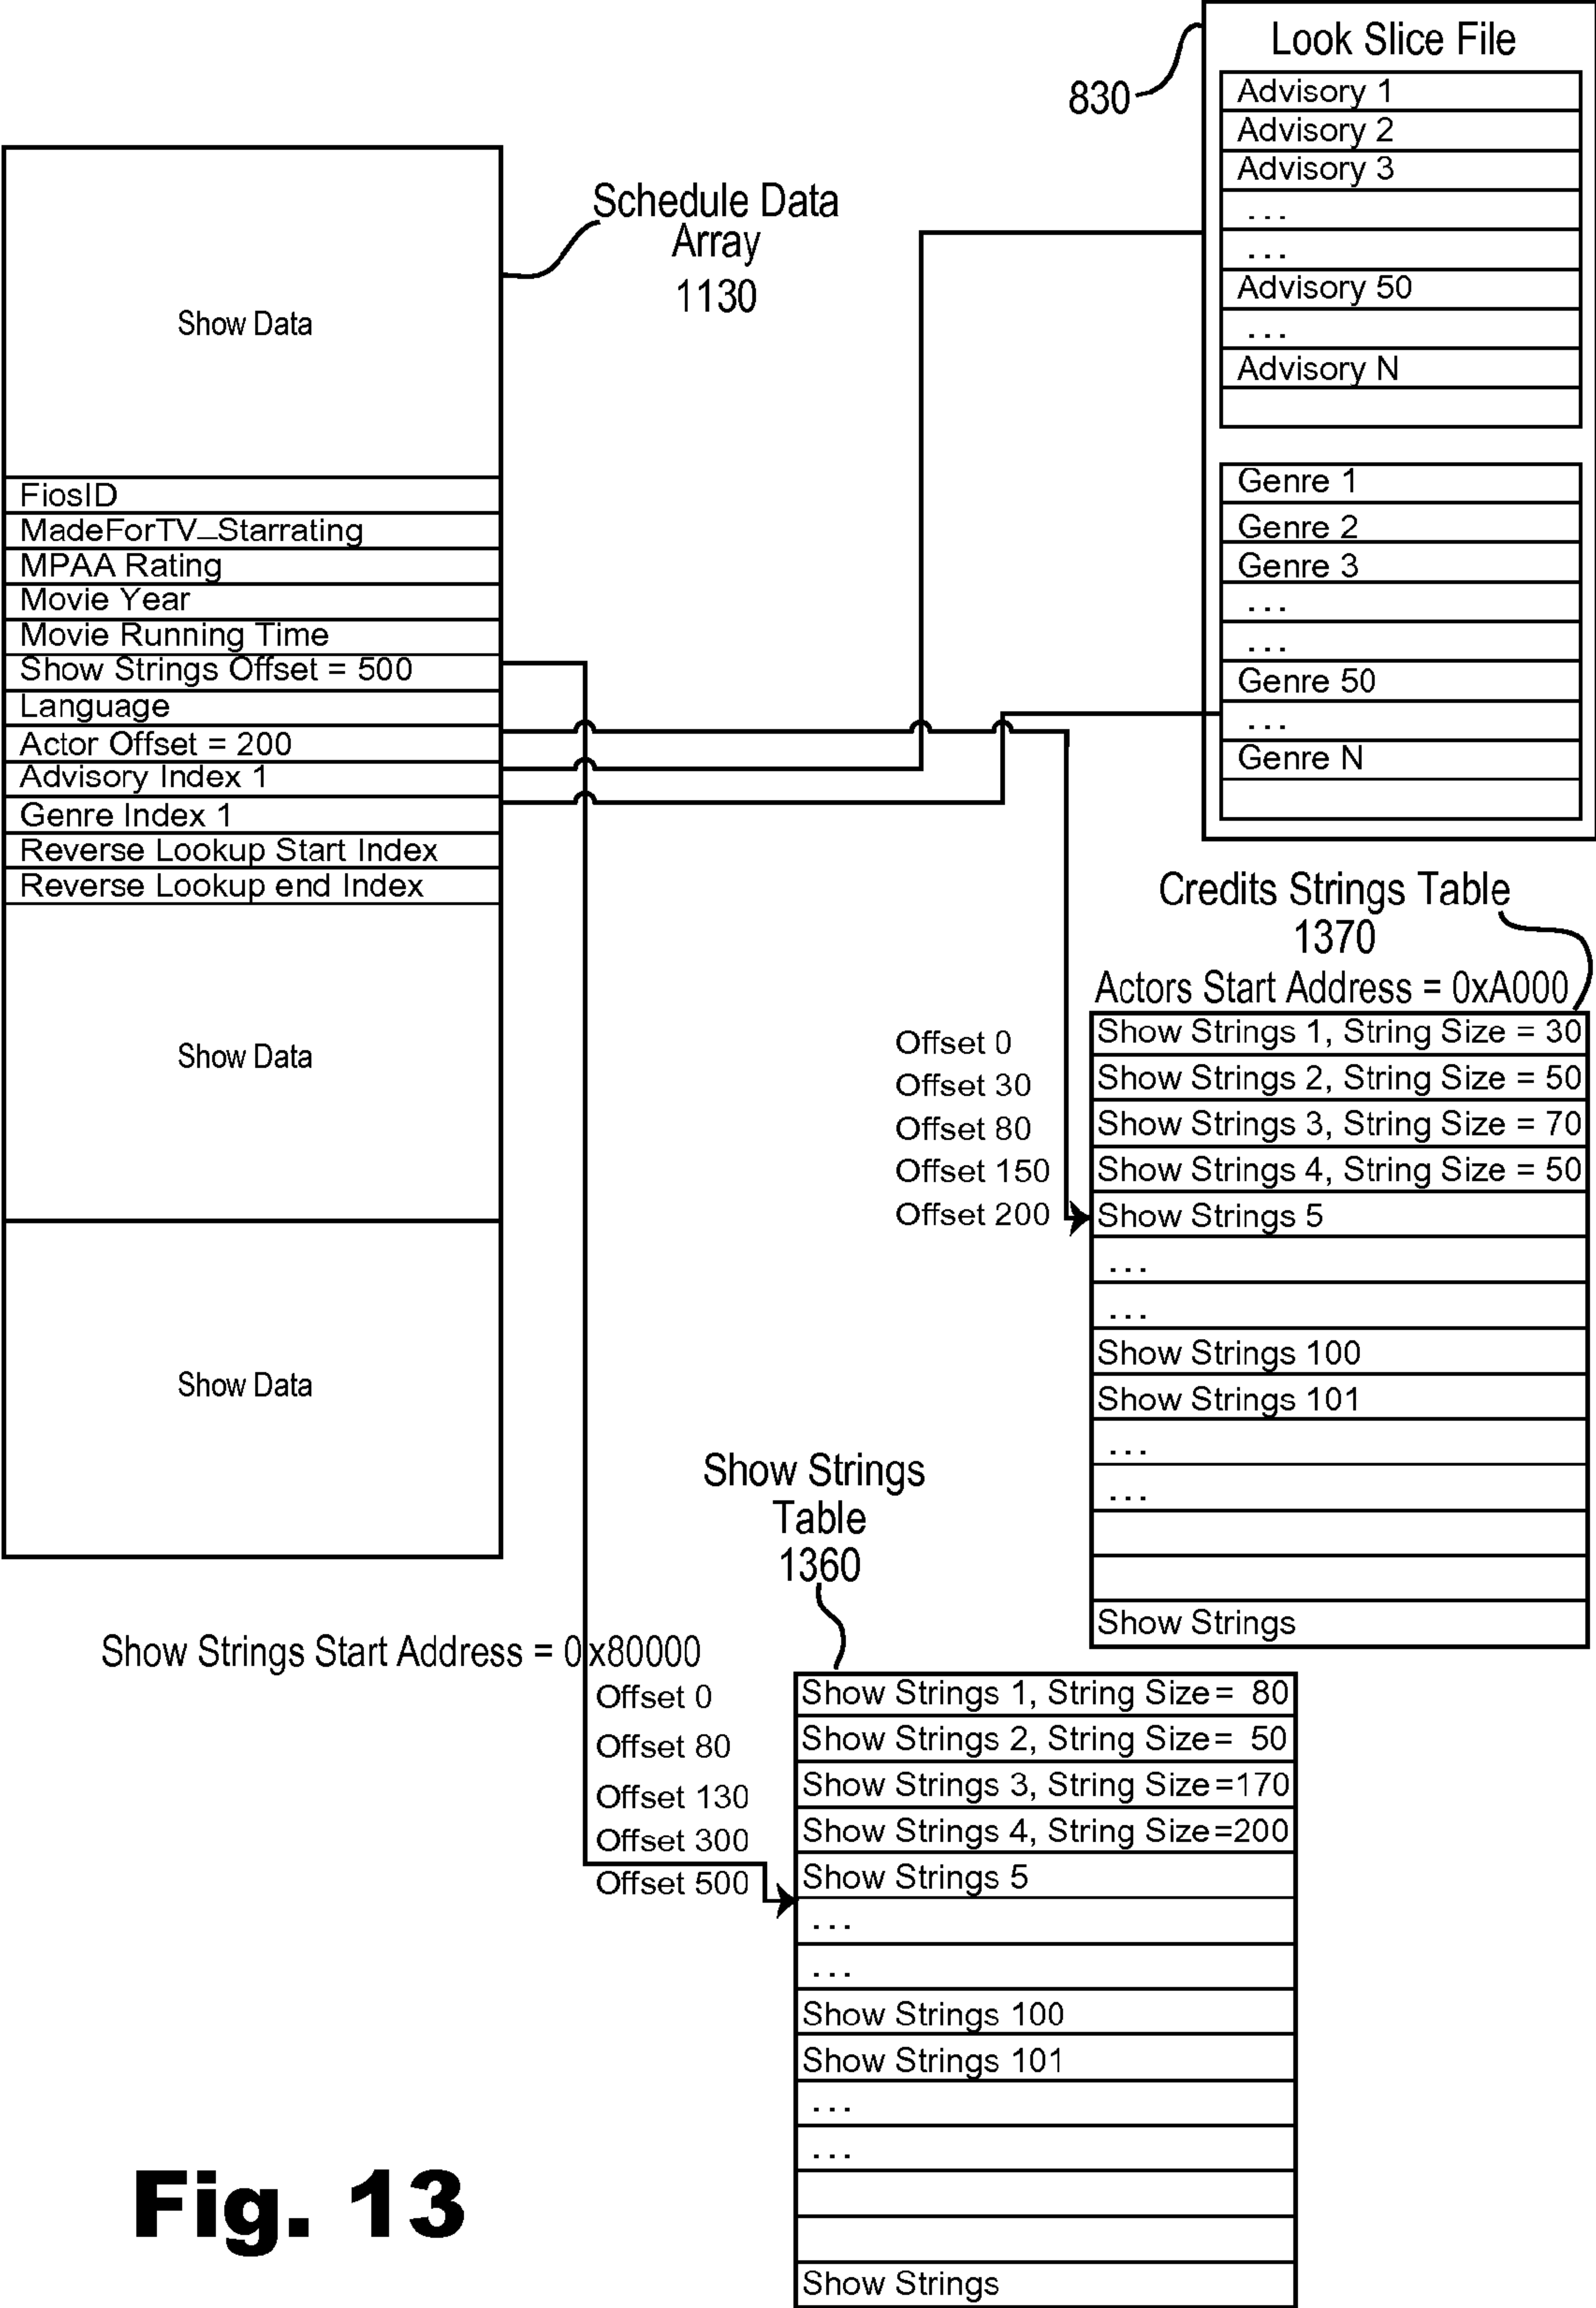 Look Slice File
830
Advisory 1
Advisory 2
Advisory 3
...
...
Advisory 50
...
Advisory N
Genre 1
Genre 2
Genre 3
...
...
Genre 50
...
Genre N
Schedule Data
Array
1130
Show Data
FiosID
MadeForTV_Starrating
MPAA Rating
Movie Year
Movie Running Time
Show Strings Offset = 500
Language
Actor Offset = 200
Advisory Index 1
Genre Index 1
Reverse Lookup Start Index
Reverse Lookup end Index
Show Data
Show Data
Credits Strings Table
1370
Actors Start Address = 0xA000
Offset 0
Offset 30
Offset 80
Offset 150
Offset 200
Show Strings 1, String Size = 30
Show Strings 2, String Size = 50
Show Strings 3, String Size = 70
Show Strings 4, String Size = 50
Show Strings 5
...
...
Show Strings 100
Show Strings 101
...
...
Show Strings
Show Strings
Table
1360
Show Strings Start Address = 0x80000
Offset 0
Offset 80
Offset 130
Offset 300
Offset 500
Show Strings 1, String Size= 80
Show Strings 2, String Size= 50
Show Strings 3, String Size=170
Show Strings 4, String Size=200
Show Strings 5
...
...
Show Strings 100
Show Strings 101
...
...
Show Strings
Fig. 13